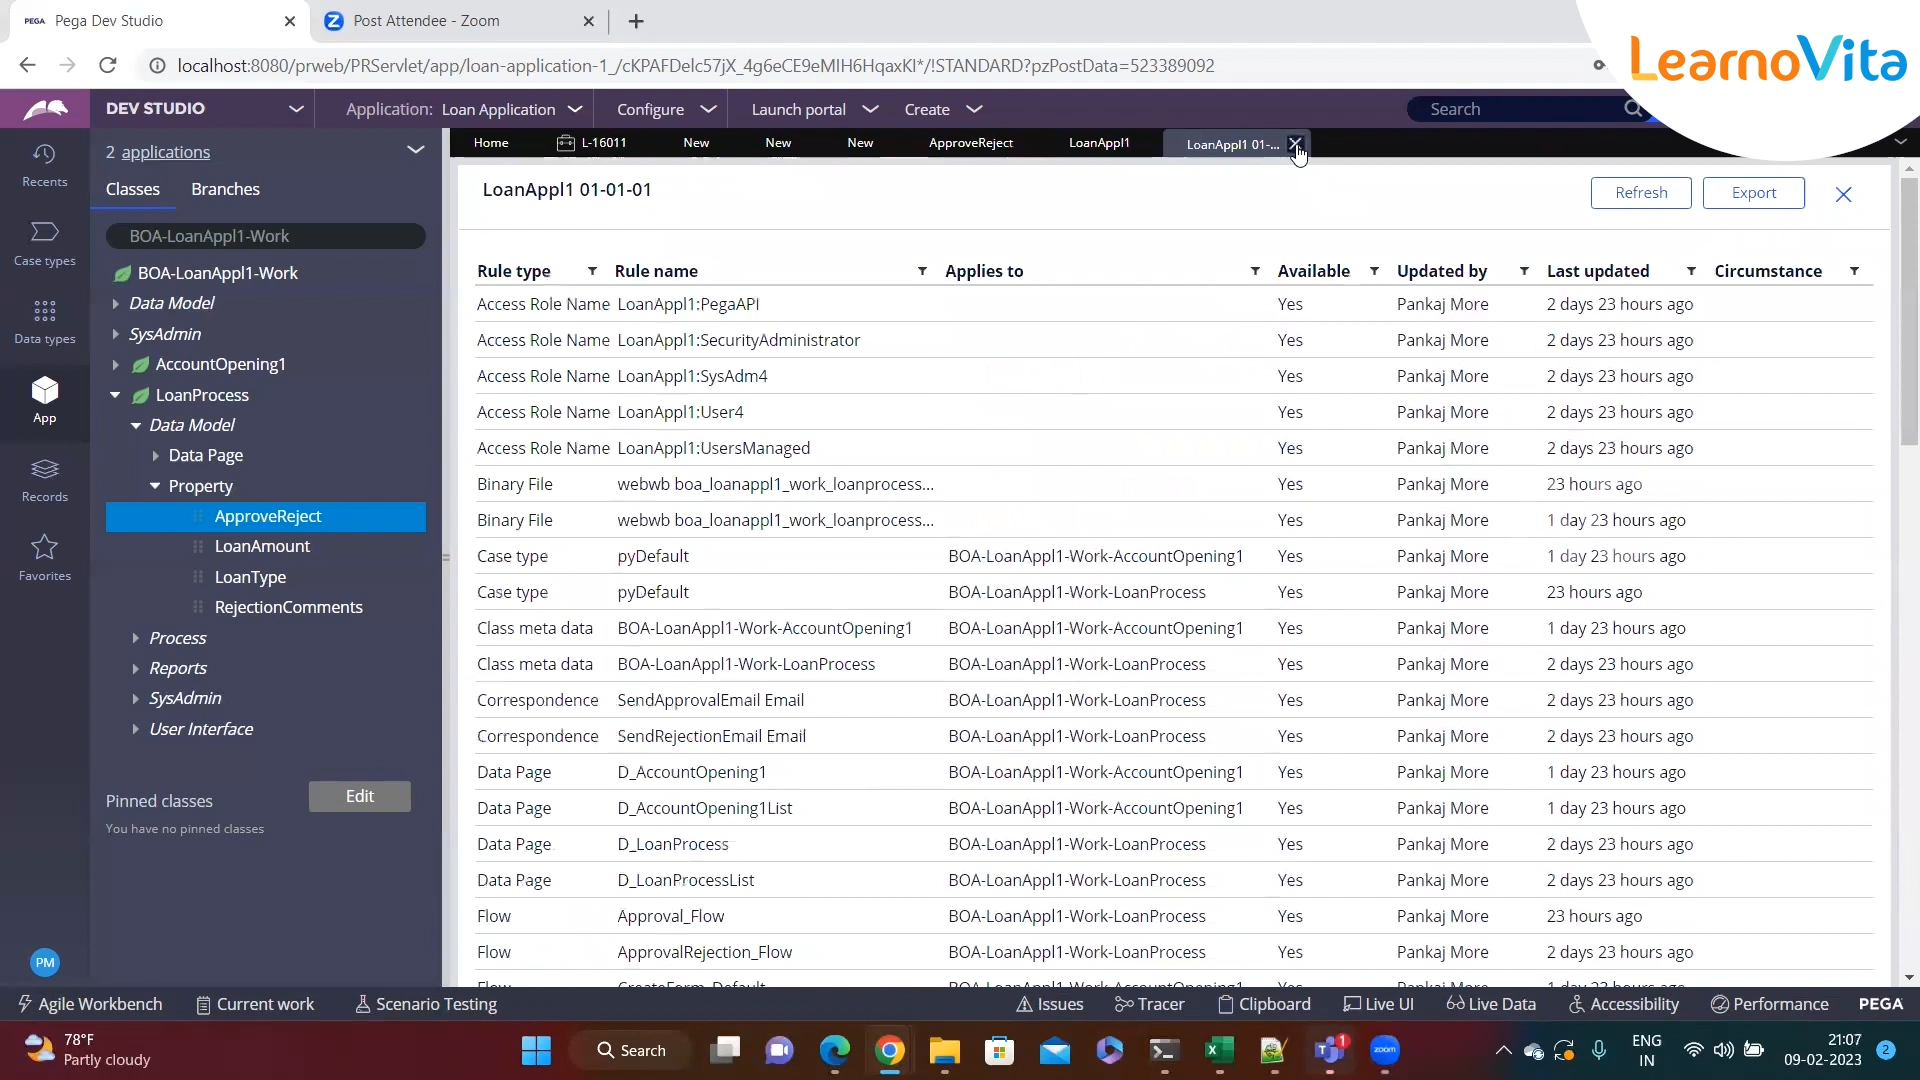 PEGA Pega Dev Studio
Post Attendee - Zoom
localhost:8080/prweb/PRServlet/app/loan-application-1_/cKPAFDelc57jX_4g6eCE9eMIH6HqaxKl*/!STANDARD?pzPostData=523389092
LearnoVita
DEV STUDIO
Application: Loan Application
Configure
Launch portal
Create
Search
Recents
Case types
Data types
App
Records
Favorites
PM
2 applications
Classes Branches
BOA-LoanAppl1-Work
BOA-LoanAppl1-Work
Data Model
SysAdmin
AccountOpening1
LoanProcess
Data Model
Data Page
Property
ApproveReject
LoanAmount
LoanType
RejectionComments
Process
Reports
SysAdmin
User Interface
Pinned classes Edit
You have no pinned classes
Home L-16011 New New New ApproveReject LoanAppl1 LoanAppl1 01-...
LoanAppl1 01-01-01
Refresh Export
Rule type Rule name Applies to Available Updated by Last updated Circumstance
Access Role Name LoanAppl1:PegaAPI Yes Pankaj More 2 days 23 hours ago
Access Role Name LoanAppl1:SecurityAdministrator Yes Pankaj More 2 days 23 hours ago
Access Role Name LoanAppl1:SysAdm4 Yes Pankaj More 2 days 23 hours ago
Access Role Name LoanAppl1:User4 Yes Pankaj More 2 days 23 hours ago
Access Role Name LoanAppl1:UsersManaged Yes Pankaj More 2 days 23 hours ago
Binary File webwb boa_loanappl1_work_loanprocess... Yes Pankaj More 23 hours ago
Binary File webwb boa_loanappl1_work_loanprocess... Yes Pankaj More 1 day 23 hours ago
Case type pyDefault BOA-LoanAppl1-Work-AccountOpening1 Yes Pankaj More 1 day 23 hours ago
Case type pyDefault BOA-LoanAppl1-Work-LoanProcess Yes Pankaj More 23 hours ago
Class meta data BOA-LoanAppl1-Work-AccountOpening1 BOA-LoanAppl1-Work-AccountOpening1 Yes Pankaj More 1 day 23 hours ago
Class meta data BOA-LoanAppl1-Work-LoanProcess BOA-LoanAppl1-Work-LoanProcess Yes Pankaj More 2 days 23 hours ago
Correspondence SendApprovalEmail Email BOA-LoanAppl1-Work-LoanProcess Yes Pankaj More 2 days 23 hours ago
Correspondence SendRejectionEmail Email BOA-LoanAppl1-Work-LoanProcess Yes Pankaj More 2 days 23 hours ago
Data Page D_AccountOpening1 BOA-LoanAppl1-Work-AccountOpening1 Yes Pankaj More 1 day 23 hours ago
Data Page D_AccountOpening1List BOA-LoanAppl1-Work-AccountOpening1 Yes Pankaj More 1 day 23 hours ago
Data Page D_LoanProcess BOA-LoanAppl1-Work-LoanProcess Yes Pankaj More 2 days 23 hours ago
Data Page D_LoanProcessList BOA-LoanAppl1-Work-LoanProcess Yes Pankaj More 2 days 23 hours ago
Flow Approval_Flow BOA-LoanAppl1-Work-LoanProcess Yes Pankaj More 23 hours ago
Flow ApprovalRejection_Flow BOA-LoanAppl1-Work-LoanProcess Yes Pankaj More 2 days 23 hours ago
Agile Workbench Current work Scenario Testing Issues Tracer Clipboard Live UI Live Data Accessibility Performance PEGA
78°F
Partly cloudy
Search
zoom
1
ENG
IN
21:07
09-02-2023
2